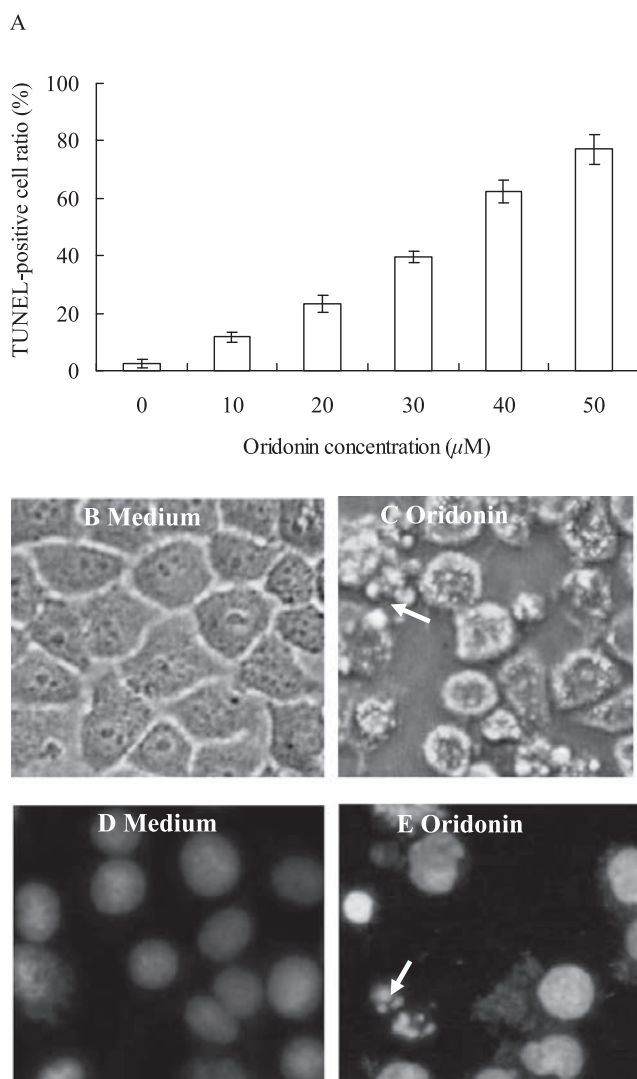 A
TUNEL-positive cell ratio (%)
100
80
60
40
20
0
0 10 20 30 40 50
Oridonin concentration (µM)
B Medium
C Oridonin
D Medium
E Oridonin